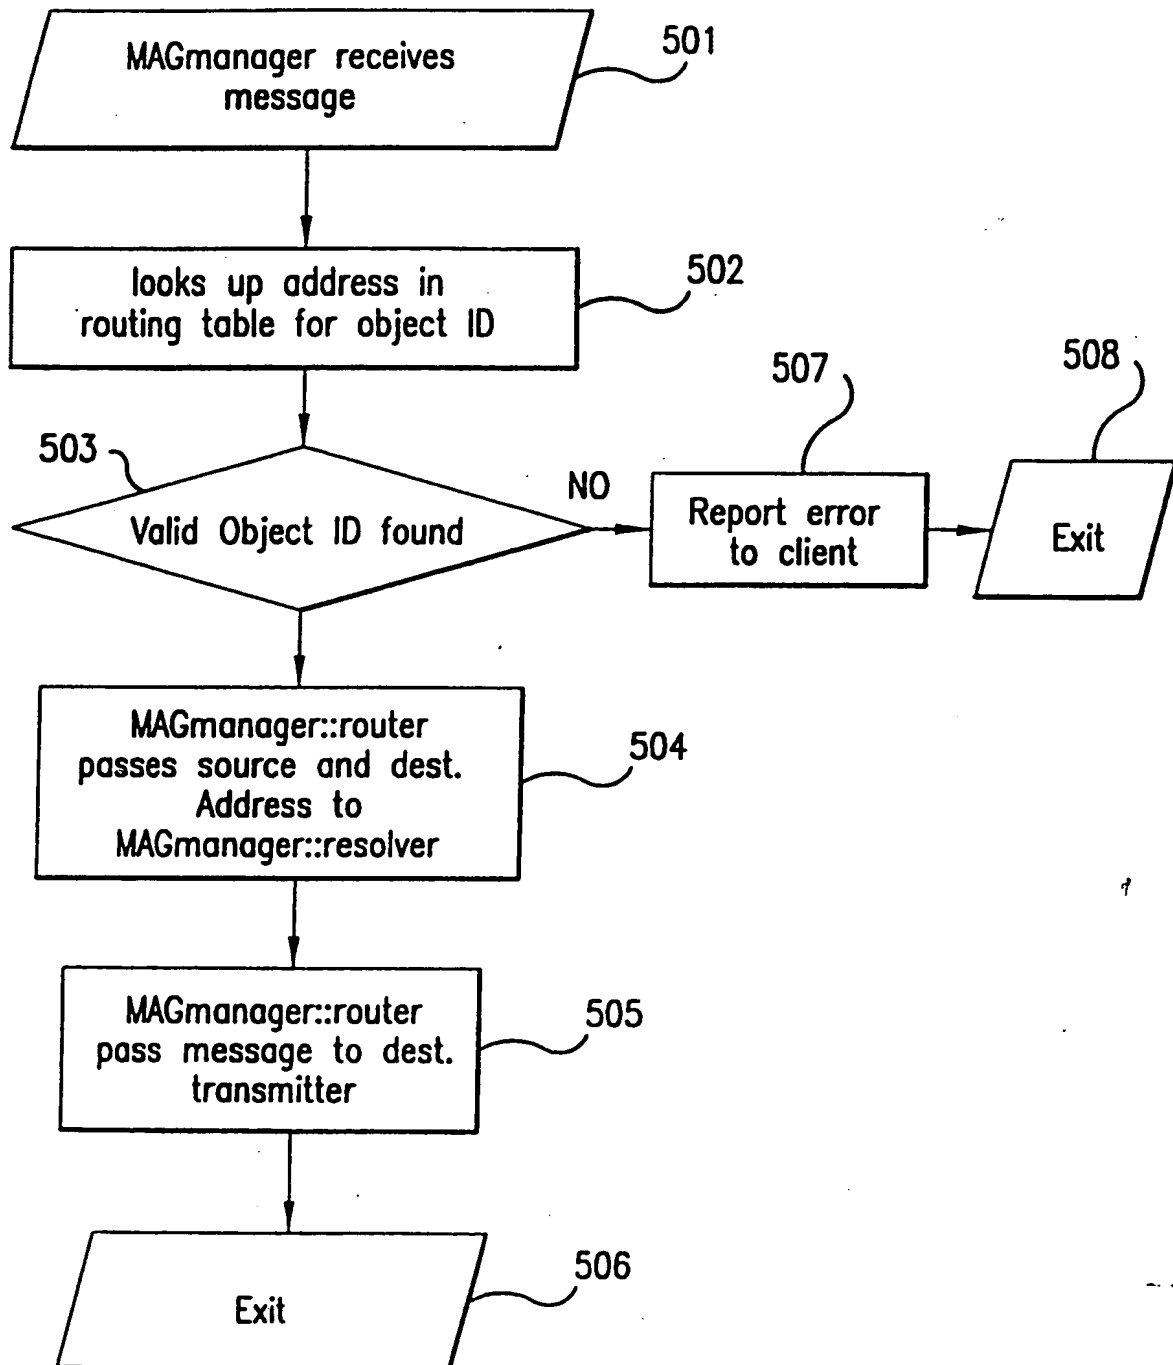 MAGmanager receives
message
501
looks up address in
routing table for object ID
502
503
Valid Object ID found
NO
507
Report error
to client
508
Exit
MAGmanager::router
passes source and dest.
Address to
MAGmanager::resolver
504
MAGmanager::router
pass message to dest.
transmitter
505
Exit
506